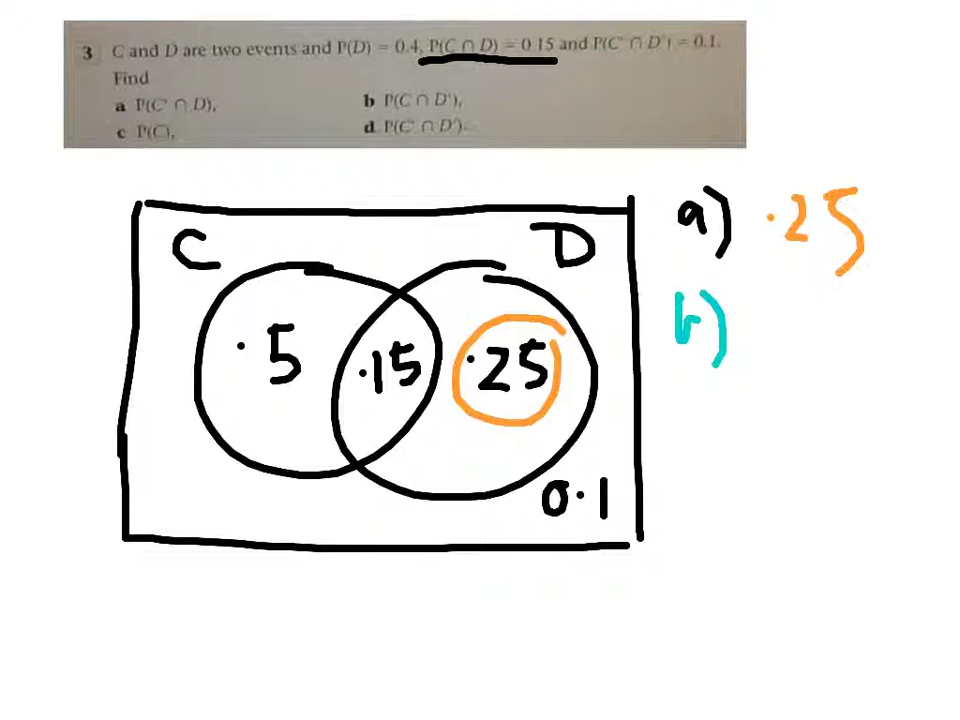 3 C and D are two events and P(D) = 0.4, P(C ∩ D) = 0.15 and P(C' ∩ D') = 0.1.
Find
a P(C' ∩ D),
b P(C ∩ D'),
c P(C),
d P(C' ∩ D').
C D
.5 .15 .25
0.1
a) .25
b)